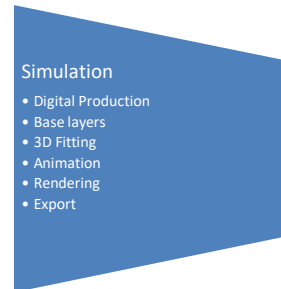 Simulation
• Digital Production
• Base layers
• 3D Fitting
• Animation
• Rendering
• Export